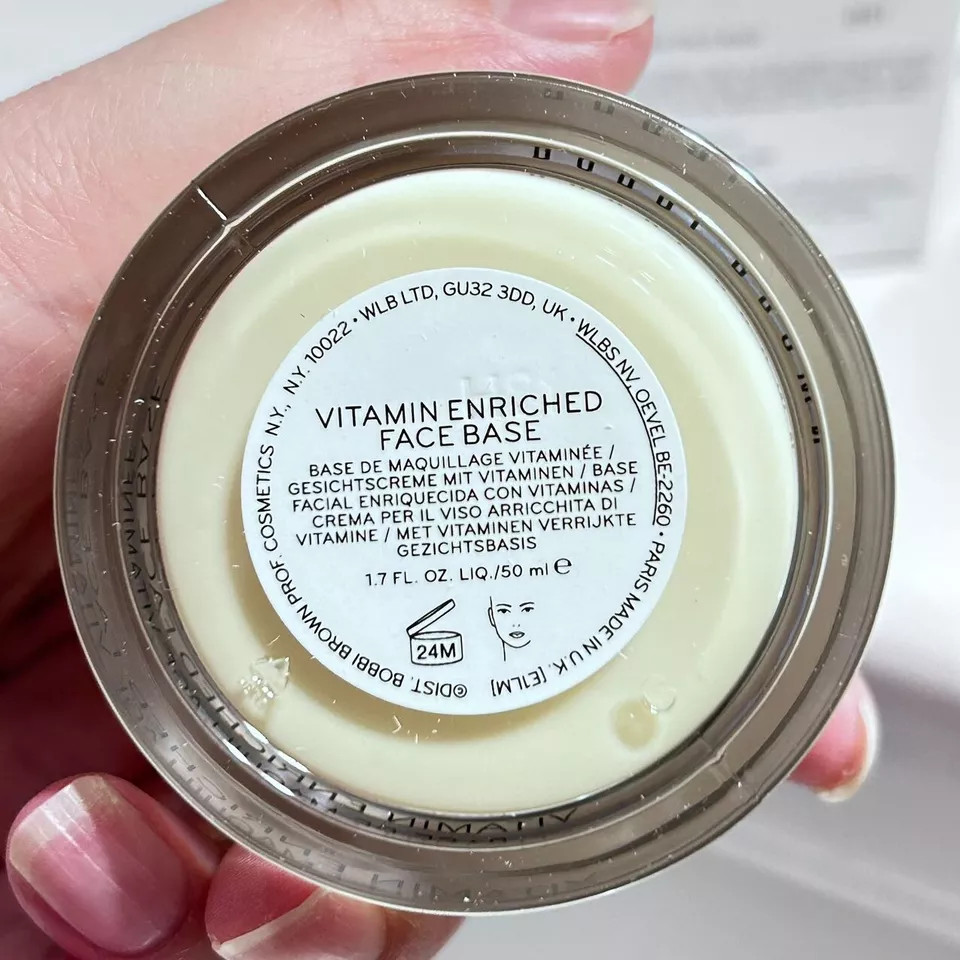 VITAMIN ENRICHED
FACE BASE
BASE DE MAQUILLAGE VITAMINÉE /
GESICHTSCREME MIT VITAMINEN / BASE
FACIAL ENRIQUECIDA CON VITAMINAS /
CREMA PER IL VISO ARRICCHITA DI
VITAMINE / MET VITAMINEN VERRIJKTE
GEZICHTSBASIS
1.7 FL. OZ. LIQ./50 ml ℮
24M
©DIST. BOBBI BROWN PROF. COSMETICS N.Y., N.Y. 10022 • WLB LTD, GU32 3DD, UK • WLBS NV, OEVEL BE-2260 • PARIS MADE IN U.K. [E1LM]